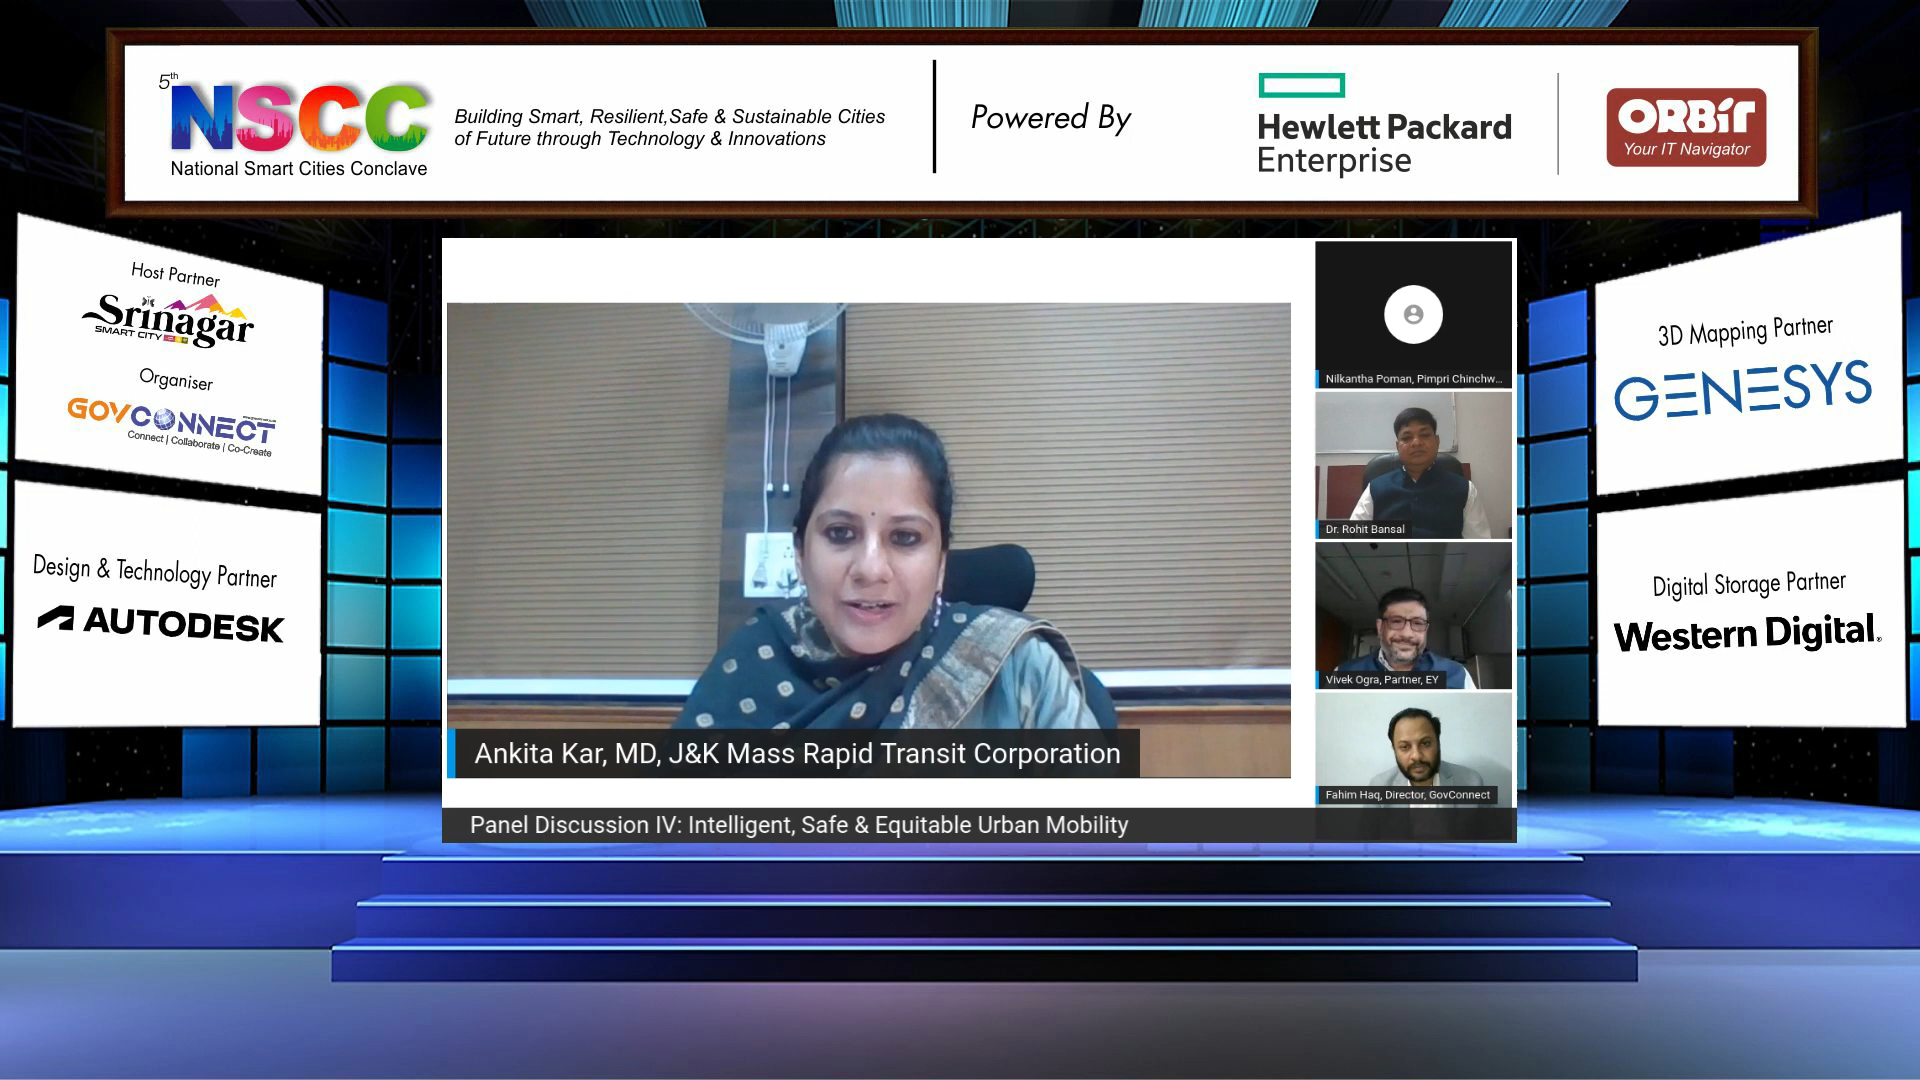 5th
NSCC
National Smart Cities Conclave
Building Smart, Resilient,Safe & Sustainable Cities
of Future through Technology & Innovations
Powered By
Hewlett Packard
Enterprise
ORBIT
Your IT Navigator
Host Partner
Srinagar
SMART CITY
Organiser
GOVCONNECT
Connect | Collaborate | Co-Create
Design & Technology Partner
AUTODESK
Ankita Kar, MD, J&K Mass Rapid Transit Corporation
Panel Discussion IV: Intelligent, Safe & Equitable Urban Mobility
Nilkantha Poman, Pimpri Chinchw...
Dr. Rohit Bansal
Vivek Ogra, Partner, EY
Fahim Haq, Director, GovConnect
3D Mapping Partner
GENESYS
Digital Storage Partner
Western Digital®